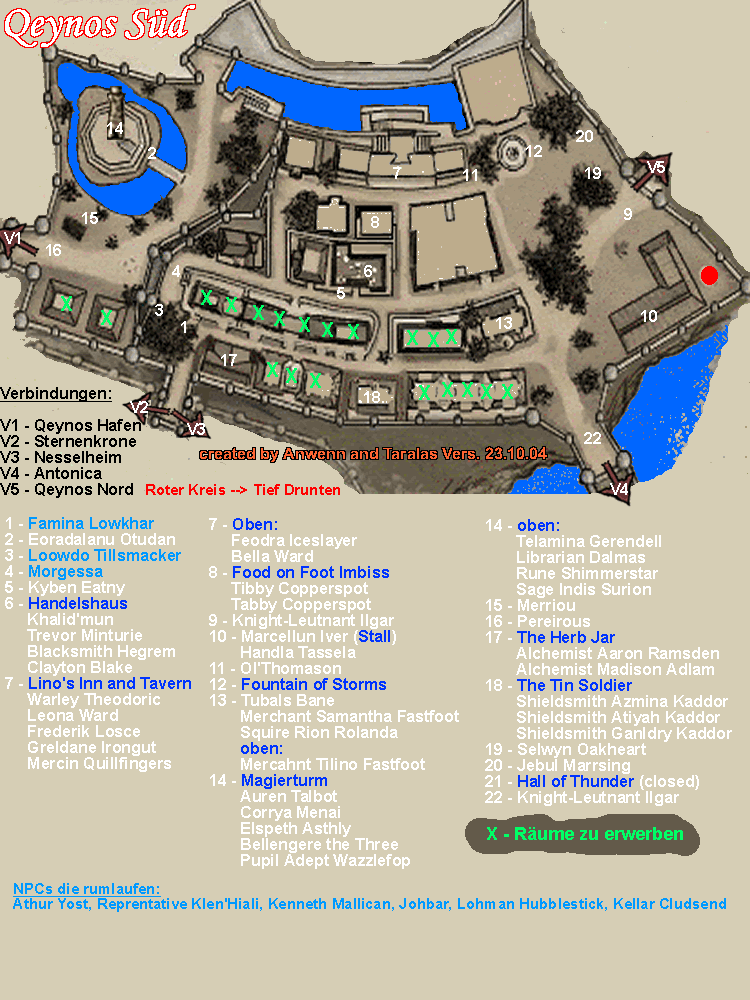 Qeynos Süd
14
2
12
20
19
V5
7
11
9
15
8
V1
16
4
6
5
X X
3
X X X X X X X
1
X X X
13
10
17
X X X
18
X X X X X
Verbindungen:
V2
V3
22
V4
V1 - Qeynos Hafen
V2 - Sternenkrone
V3 - Nesselheim
V4 - Antonica
V5 - Qeynos Nord
created by Anwenn and Taralas Vers. 23.10.04
Roter Kreis --> Tief Drunten
1 - Famina Lowkhar
2 - Eoradalanu Otudan
3 - Loowdo Tillsmacker
4 - Morgessa
5 - Kyben Eatny
6 - Handelshaus
Khalid'mun
Trevor Minturie
Blacksmith Hegrem
Clayton Blake
7 - Lino's Inn and Tavern
Warley Theodoric
Leona Ward
Frederik Losce
Greldane Irongut
Mercin Quillfingers
7 - Oben:
Feodra Iceslayer
Bella Ward
8 - Food on Foot Imbiss
Tibby Copperspot
Tabby Copperspot
9 - Knight-Leutnant Ilgar
10 - Marcellun Iver (Stall)
Handla Tassela
11 - Ol'Thomason
12 - Fountain of Storms
13 - Tubals Bane
Merchant Samantha Fastfoot
Squire Rion Rolanda
oben:
Mercahnt Tilino Fastfoot
14 - Magierturm
Auren Talbot
Corrya Menai
Elspeth Asthly
Bellengere the Three
Pupil Adept Wazzlefop
14 - oben:
Telamina Gerendell
Librarian Dalmas
Rune Shimmerstar
Sage Indis Surion
15 - Merriou
16 - Pereirous
17 - The Herb Jar
Alchemist Aaron Ramsden
Alchemist Madison Adlam
18 - The Tin Soldier
Shieldsmith Azmina Kaddor
Shieldsmith Atiyah Kaddor
Shieldsmith Ganldry Kaddor
19 - Selwyn Oakheart
20 - Jebul Marrsing
21 - Hall of Thunder (closed)
22 - Knight-Leutnant Ilgar
X - Räume zu erwerben
NPCs die rumlaufen:
Athur Yost, Reprentative Klen'Hiali, Kenneth Mallican, Johbar, Lohman Hubblestick, Kellar Cludsend